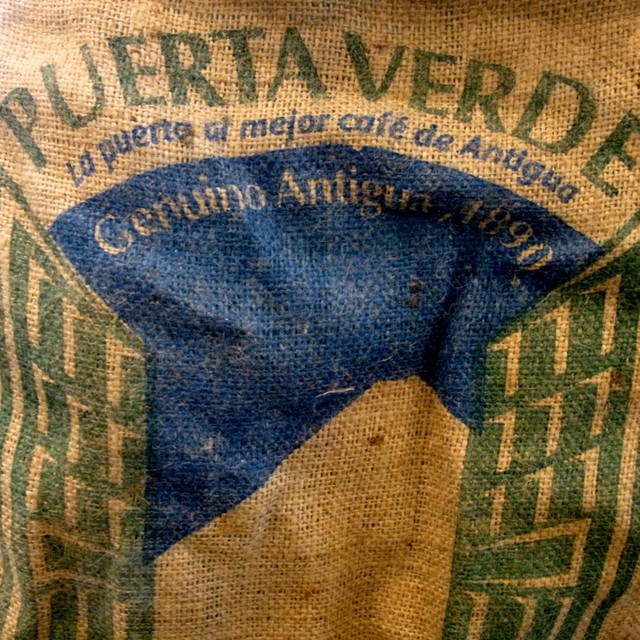 PUERTA VERDE
La puerta al mejor café de Antigua
Genuino Antigua, 1890